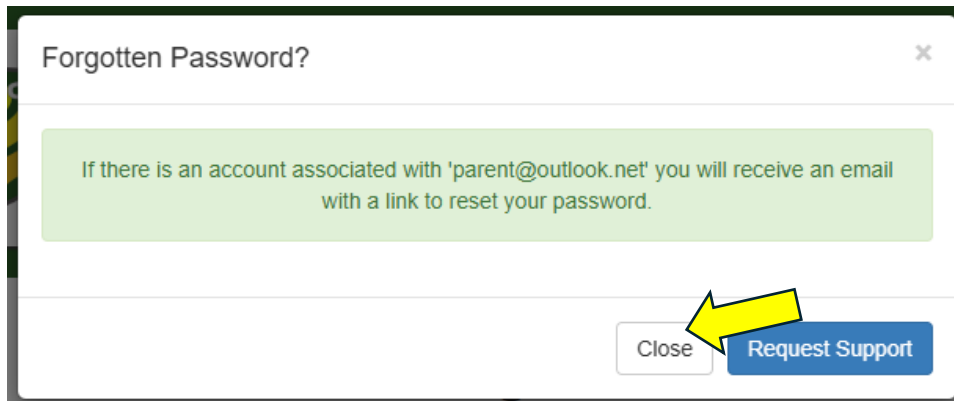 Forgotten Password?
×
If there is an account associated with 'parent@outlook.net' you will receive an email
with a link to reset your password.
Close
Request Support